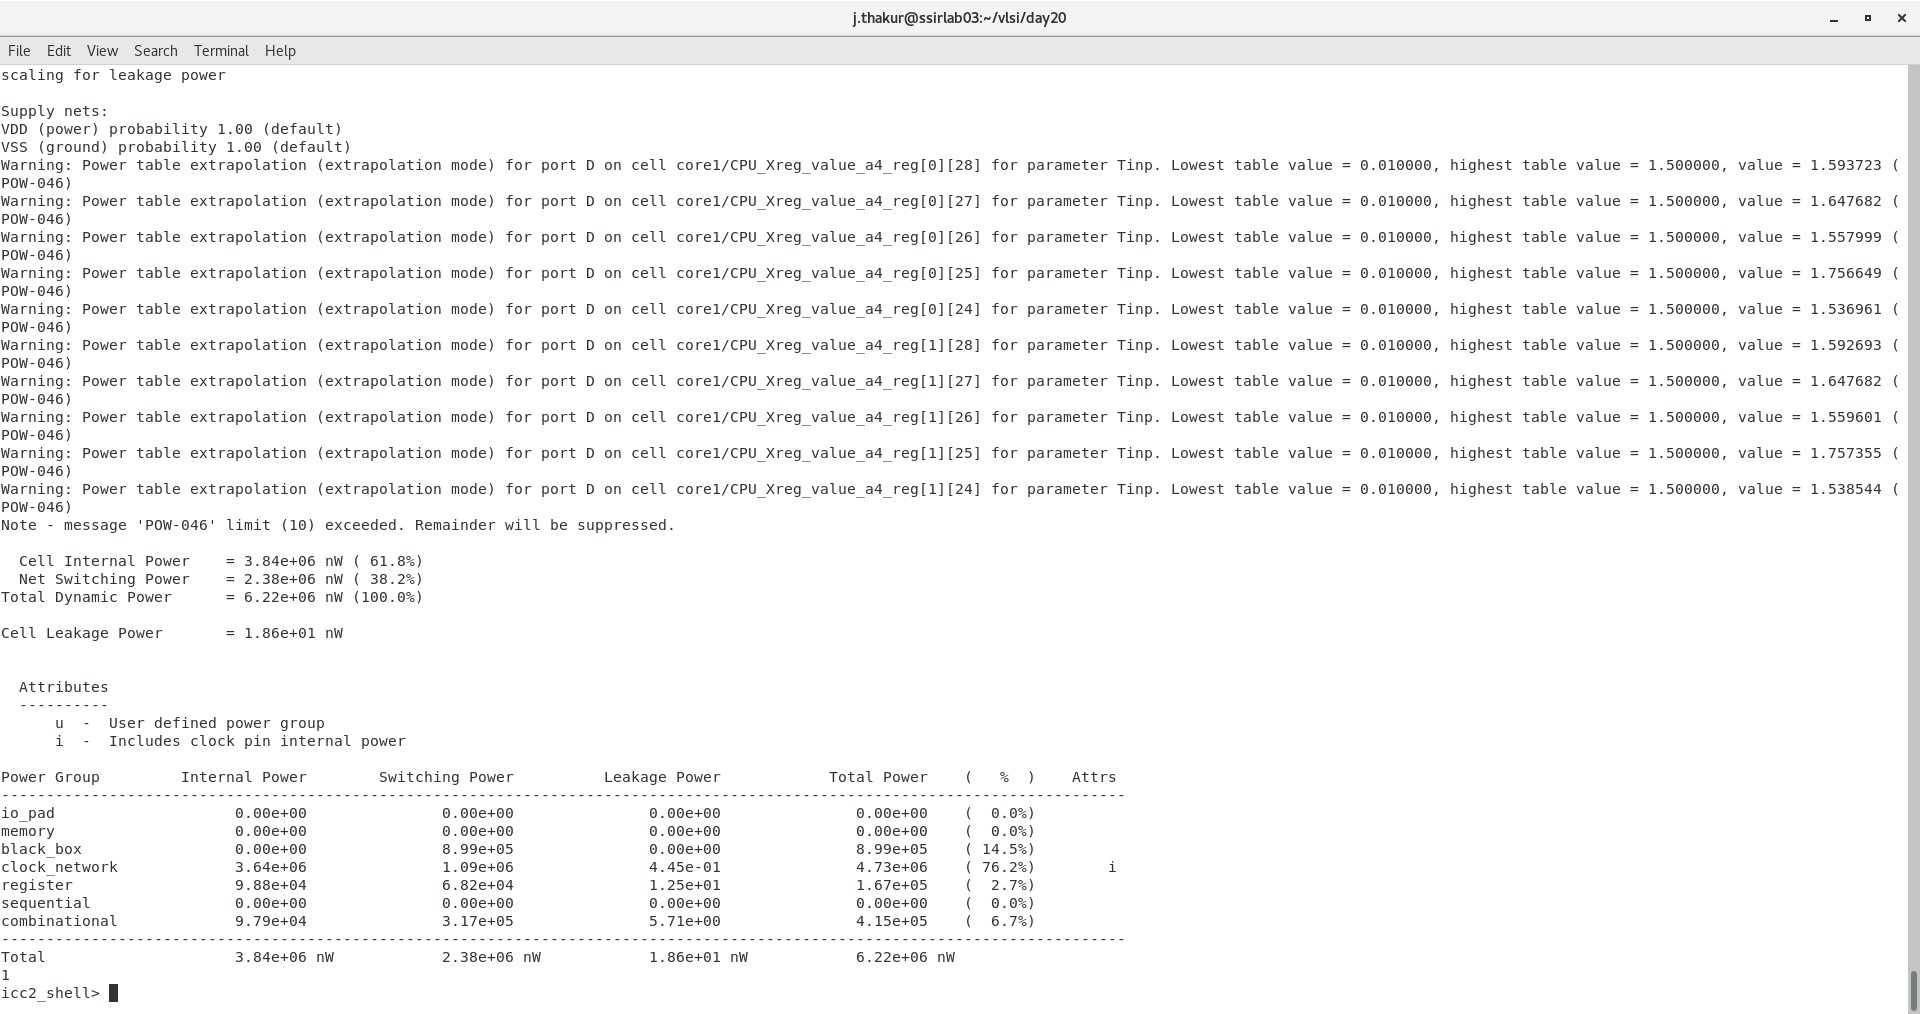 j.thakur@ssirlab03:~/vlsi/day20
File Edit View Search Terminal Help
scaling for leakage power
Supply nets:
VDD (power) probability 1.00 (default)
VSS (ground) probability 1.00 (default)
Warning: Power table extrapolation (extrapolation mode) for port D on cell core1/CPU_Xreg_value_a4_reg[0][28] for parameter Tinp. Lowest table value = 0.010000, highest table value = 1.500000, value = 1.593723 (
POW-046)
Warning: Power table extrapolation (extrapolation mode) for port D on cell core1/CPU_Xreg_value_a4_reg[0][27] for parameter Tinp. Lowest table value = 0.010000, highest table value = 1.500000, value = 1.647682 (
POW-046)
Warning: Power table extrapolation (extrapolation mode) for port D on cell core1/CPU_Xreg_value_a4_reg[0][26] for parameter Tinp. Lowest table value = 0.010000, highest table value = 1.500000, value = 1.557999 (
POW-046)
Warning: Power table extrapolation (extrapolation mode) for port D on cell core1/CPU_Xreg_value_a4_reg[0][25] for parameter Tinp. Lowest table value = 0.010000, highest table value = 1.500000, value = 1.756649 (
POW-046)
Warning: Power table extrapolation (extrapolation mode) for port D on cell core1/CPU_Xreg_value_a4_reg[0][24] for parameter Tinp. Lowest table value = 0.010000, highest table value = 1.500000, value = 1.536961 (
POW-046)
Warning: Power table extrapolation (extrapolation mode) for port D on cell core1/CPU_Xreg_value_a4_reg[1][28] for parameter Tinp. Lowest table value = 0.010000, highest table value = 1.500000, value = 1.592693 (
POW-046)
Warning: Power table extrapolation (extrapolation mode) for port D on cell core1/CPU_Xreg_value_a4_reg[1][27] for parameter Tinp. Lowest table value = 0.010000, highest table value = 1.500000, value = 1.647682 (
POW-046)
Warning: Power table extrapolation (extrapolation mode) for port D on cell core1/CPU_Xreg_value_a4_reg[1][26] for parameter Tinp. Lowest table value = 0.010000, highest table value = 1.500000, value = 1.559601 (
POW-046)
Warning: Power table extrapolation (extrapolation mode) for port D on cell core1/CPU_Xreg_value_a4_reg[1][25] for parameter Tinp. Lowest table value = 0.010000, highest table value = 1.500000, value = 1.757355 (
POW-046)
Warning: Power table extrapolation (extrapolation mode) for port D on cell core1/CPU_Xreg_value_a4_reg[1][24] for parameter Tinp. Lowest table value = 0.010000, highest table value = 1.500000, value = 1.538544 (
POW-046)
Note - message 'POW-046' limit (10) exceeded. Remainder will be suppressed.
Cell Internal Power = 3.84e+06 nW ( 61.8%)
Net Switching Power = 2.38e+06 nW ( 38.2%)
Total Dynamic Power = 6.22e+06 nW (100.0%)
Cell Leakage Power = 1.86e+01 nW
Attributes
----------
u - User defined power group
i - Includes clock pin internal power
Power Group Internal Power Switching Power Leakage Power Total Power ( % ) Attrs
-----------------------------------------------------------------------------------------------------------------------------
io_pad 0.00e+00 0.00e+00 0.00e+00 0.00e+00 ( 0.0%)
memory 0.00e+00 0.00e+00 0.00e+00 0.00e+00 ( 0.0%)
black_box 0.00e+00 8.99e+05 0.00e+00 8.99e+05 ( 14.5%)
clock_network 3.64e+06 1.09e+06 4.45e-01 4.73e+06 ( 76.2%) i
register 9.88e+04 6.82e+04 1.25e+01 1.67e+05 ( 2.7%)
sequential 0.00e+00 0.00e+00 0.00e+00 0.00e+00 ( 0.0%)
combinational 9.79e+04 3.17e+05 5.71e+00 4.15e+05 ( 6.7%)
-----------------------------------------------------------------------------------------------------------------------------
Total 3.84e+06 nW 2.38e+06 nW 1.86e+01 nW 6.22e+06 nW
1
icc2_shell>